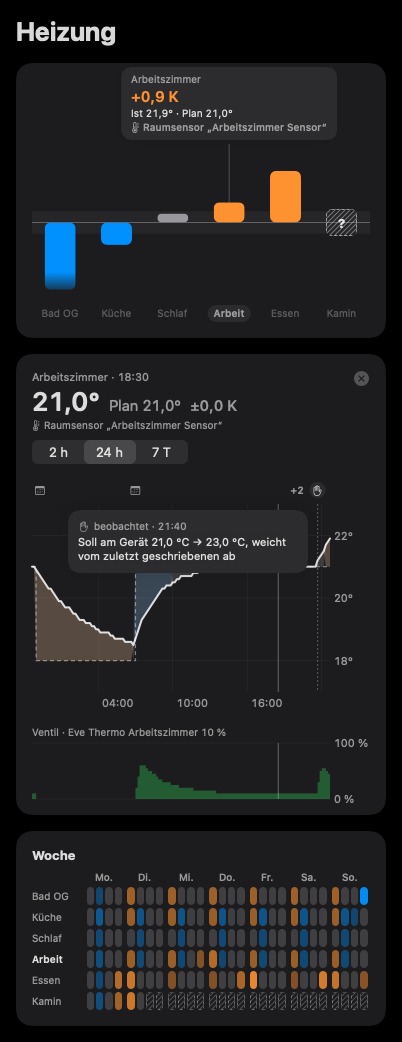 Heizung
Arbeitszimmer
+0,9 K
Ist 21,9° · Plan 21,0°
Raumsensor „Arbeitszimmer Sensor“
?
Bad OG Küche Schlaf Arbeit Essen Kamin
Arbeitszimmer · 18:30
21,0° Plan 21,0° ±0,0 K
Raumsensor „Arbeitszimmer Sensor“
2 h 24 h 7 T
+2
beobachtet · 21:40
Soll am Gerät 21,0 °C → 23,0 °C, weicht
vom zuletzt geschriebenen ab
22°
20°
18°
04:00 10:00 16:00
Ventil · Eve Thermo Arbeitszimmer 10 %
100 %
0 %
Woche
Mo. Di. Mi. Do. Fr. Sa. So.
Bad OG
Küche
Schlaf
Arbeit
Essen
Kamin